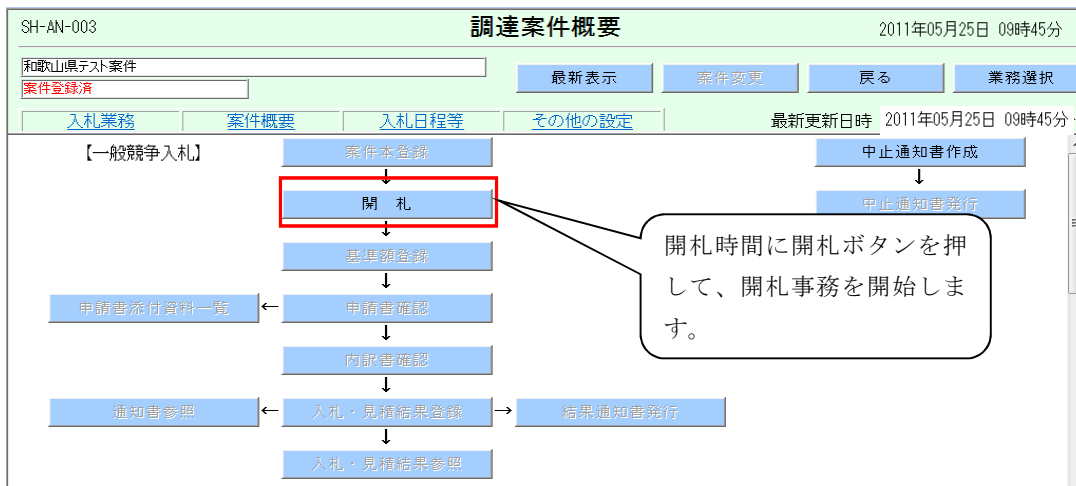 SH-AN-003 調達案件概要 2011年05月25日 09時45分
和歌山県テスト案件
案件登録済
最新表示 案件変更 戻る 業務選択
入札業務 案件概要 入札日程等 その他の設定 最新更新日時 2011年05月25日 09時45分
【一般競争入札】 案件本登録 中止通知書作成
↓ ↓
開 札 中止通知書発行
↓
開札時間に開札ボタンを押
して、開札事務を開始しま
す。
基準額登録
↓
申請書添付資料一覧 ← 申請書確認
↓
内訳書確認
↓
通知書参照 ← 入札・見積結果登録 → 結果通知書発行
↓
入札・見積結果参照